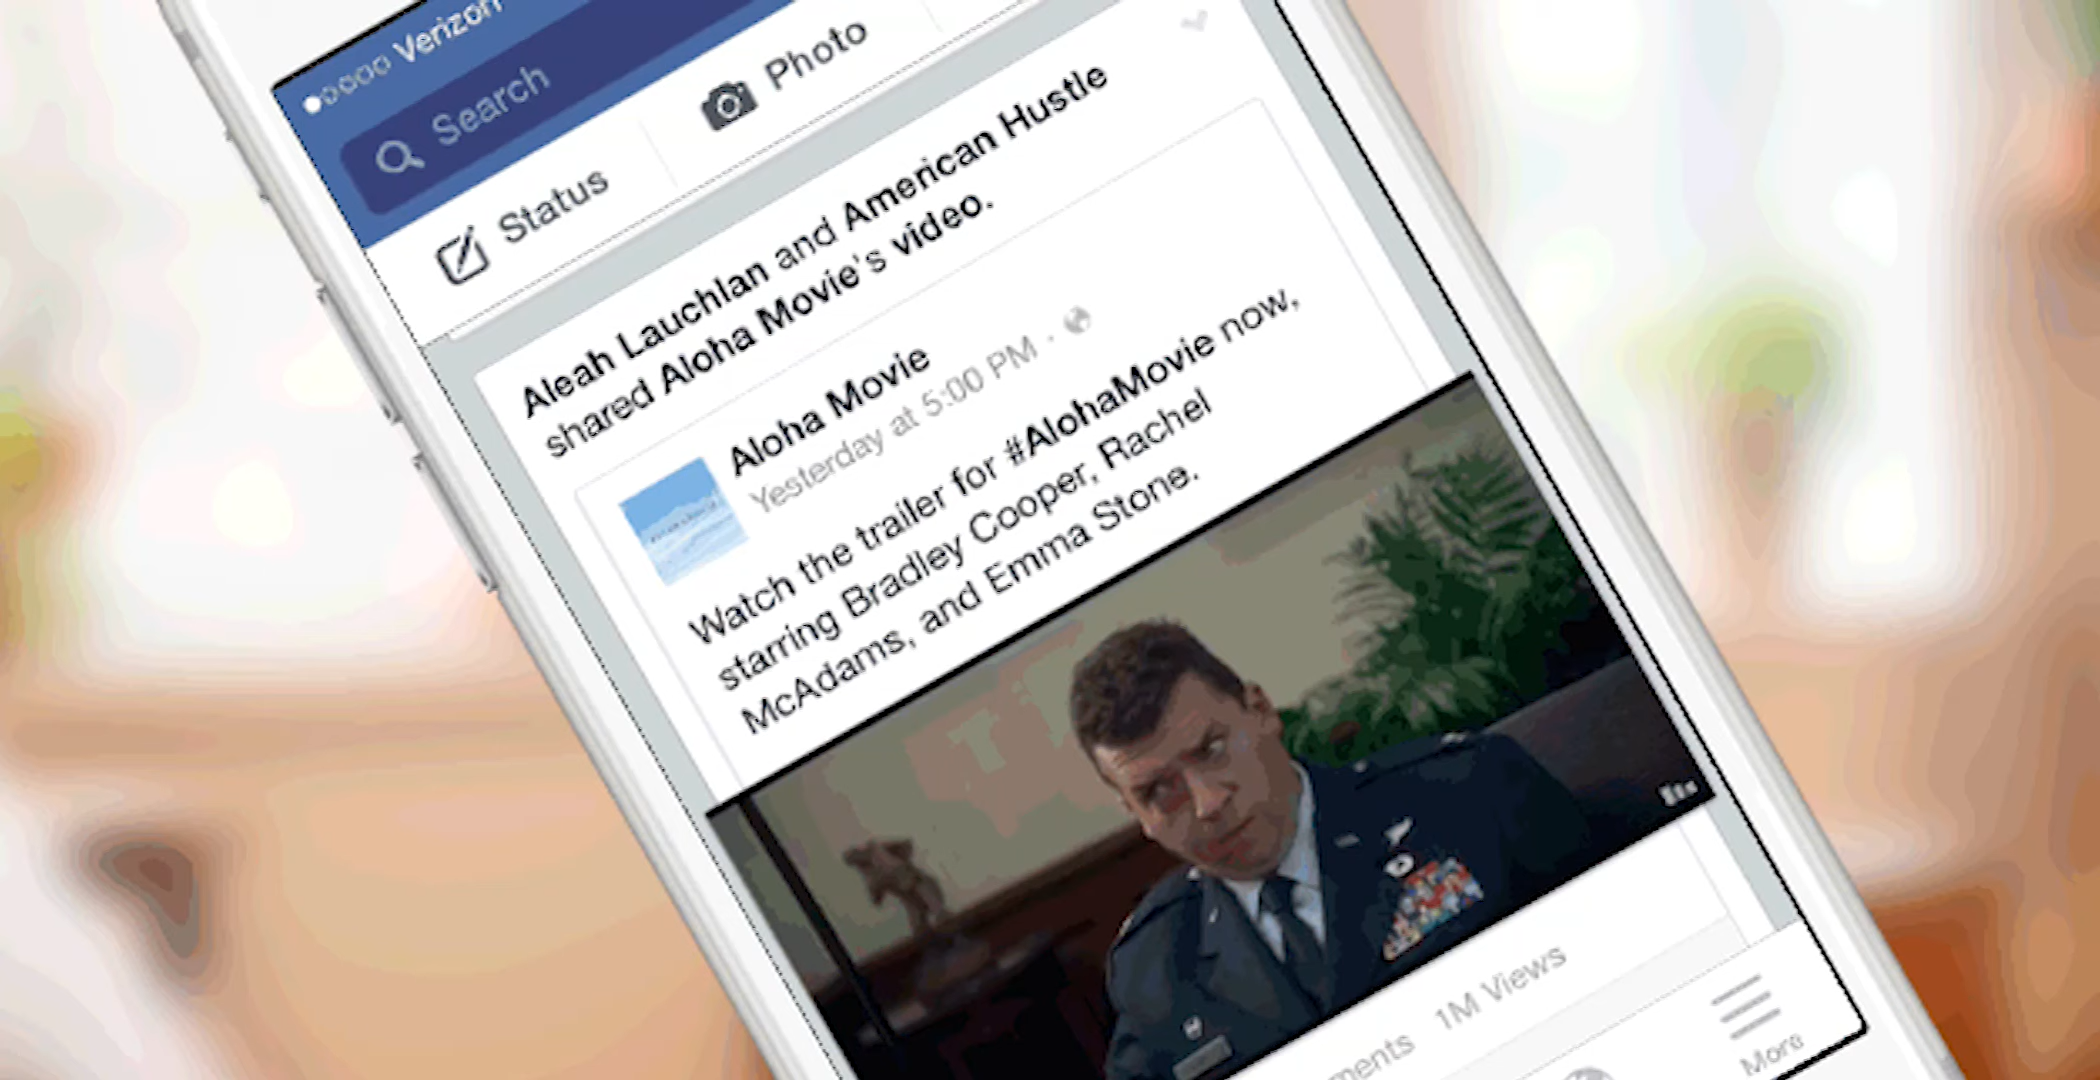 Verizon
Search
Status
Photo
Aleah Lauchlan and American Hustle
shared Aloha Movie's video.
Aloha Movie
Yesterday at 5:00 PM ·
Watch the trailer for #AlohaMovie now,
starring Bradley Cooper, Rachel
McAdams, and Emma Stone.
ments 1M Views
More